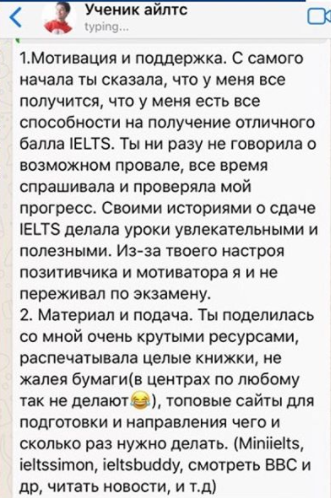 Ученик айлтс
typing...
1.Мотивация и поддержка. С самого
начала ты сказала, что у меня все
получится, что у меня есть все
способности на получение отличного
балла IELTS. Ты ни разу не говорила о
возможном провале, все время
спрашивала и проверяла мой
прогресс. Своими историями о сдаче
IELTS делала уроки увлекательными и
полезными. Из-за твоего настроя
позитивчика и мотиватора я и не
переживал по экзамену.
2. Материал и подача. Ты поделилась
со мной очень крутыми ресурсами,
распечатывала целые книжки, не
жалея бумаги(в центрах по любому
так не делают😂), топовые сайты для
подготовки и направления чего и
сколько раз нужно делать. (Miniielts,
ieltssimon, ieltsbuddy, смотреть BBC и
др, читать новости, и т.д)